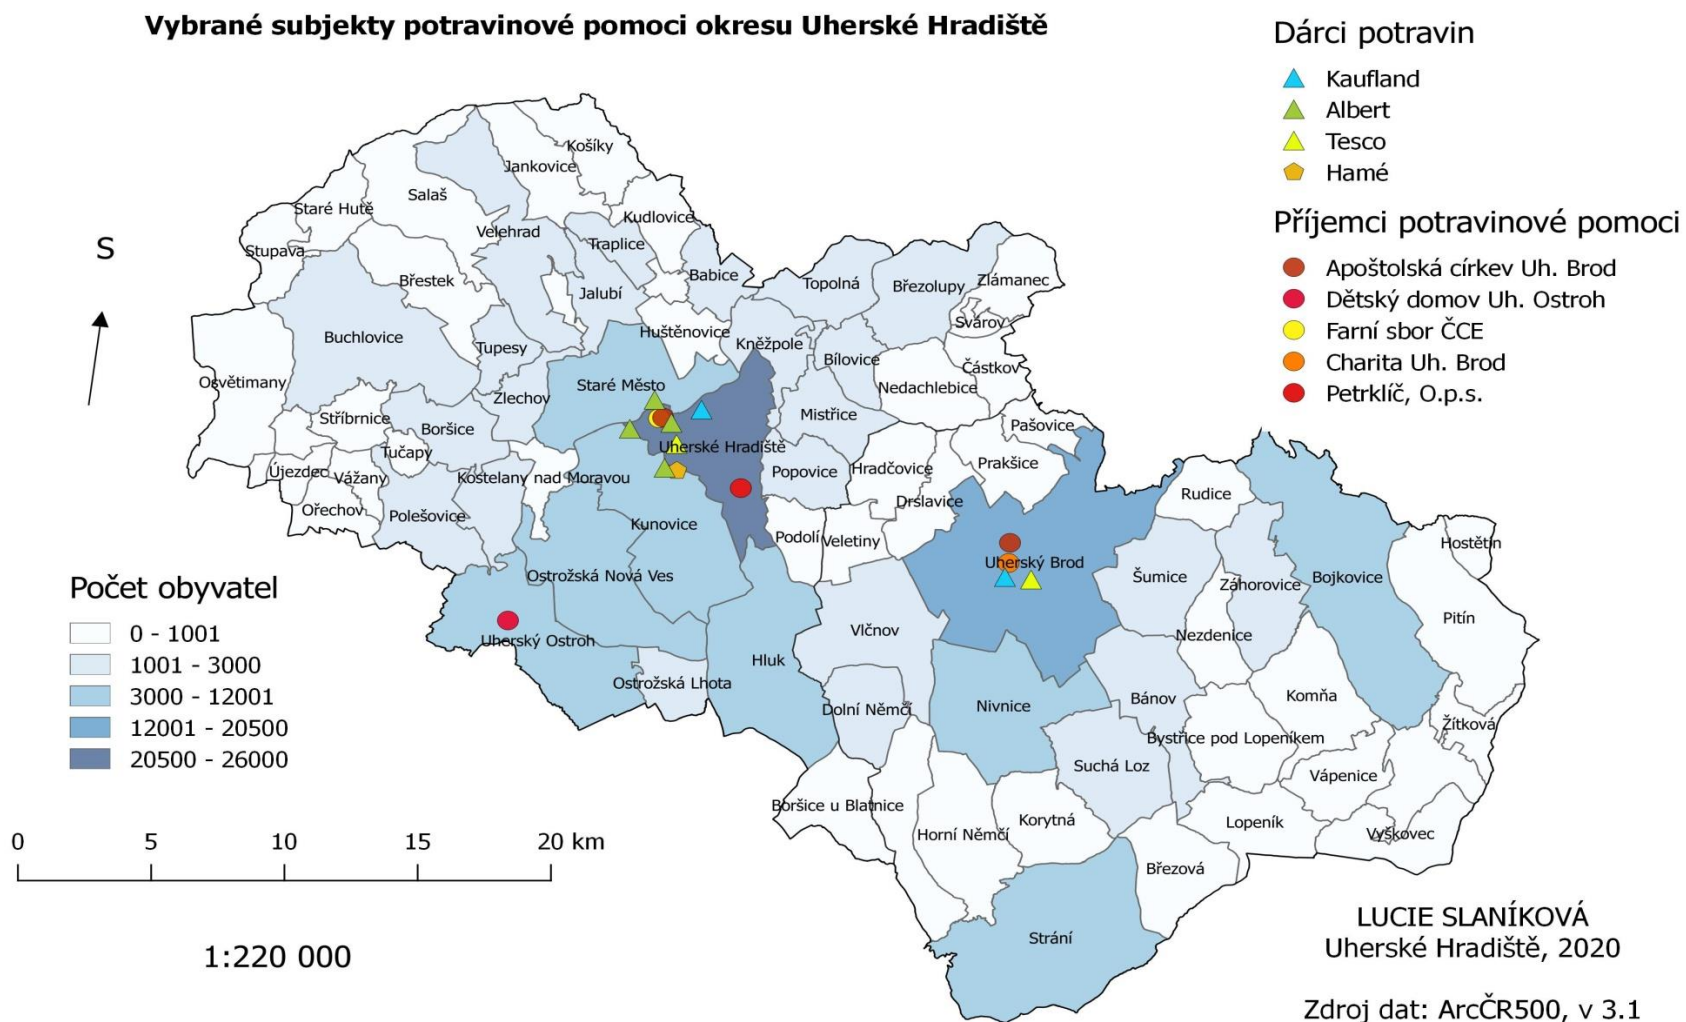 Vybrané subjekty potravinové pomoci okresu Uherské Hradiště
Dárci potravin
Kaufland
Albert
Tesco
Hamé
Příjemci potravinové pomoci
Apoštolská církev Uh. Brod
Dětský domov Uh. Ostroh
Farní sbor ČCE
Charita Uh. Brod
Petrklíč, O.p.s.
S
Košíky
Jankovice
Salaš
Staré Hutě
Kudlovice
Stupava
Velehrad
Traplice
Břestek
Babice
Topolná
Březolupy
Zlámanec
Jalubí
Svárov
Buchlovice
Huštěnovice
Kněžpole
Tupesy
Bílovice
Částkov
Osvětimany
Staré Město
Nedachlebice
Zlechov
Stříbrnice
Mistřice
Boršice
Pašovice
Tučapy
Uherské Hradiště
Prakšice
Újezdec
Vážany
Kostelany nad Moravou
Popovice
Hradčovice
Rudice
Ořechov
Drslavice
Polešovice
Kunovice
Podolí
Veletiny
Hostětín
Uherský Brod
Ostrožská Nová Ves
Šumice
Záhorovice
Bojkovice
Pitín
Uherský Ostroh
Vlčnov
Nezdenice
Hluk
Ostrožská Lhota
Komňa
Dolní Němčí
Nivnice
Bánov
Žítková
Bystřice pod Lopeníkem
Suchá Loz
Vápenice
Boršice u Blatnice
Korytná
Lopeník
Horní Němčí
Vyškovec
Březová
Strání
Počet obyvatel
0 - 1001
1001 - 3000
3000 - 12001
12001 - 20500
20500 - 26000
0 5 10 15 20 km
1:220 000
LUCIE SLANÍKOVÁ
Uherské Hradiště, 2020
Zdroj dat: ArcČR500, v 3.1